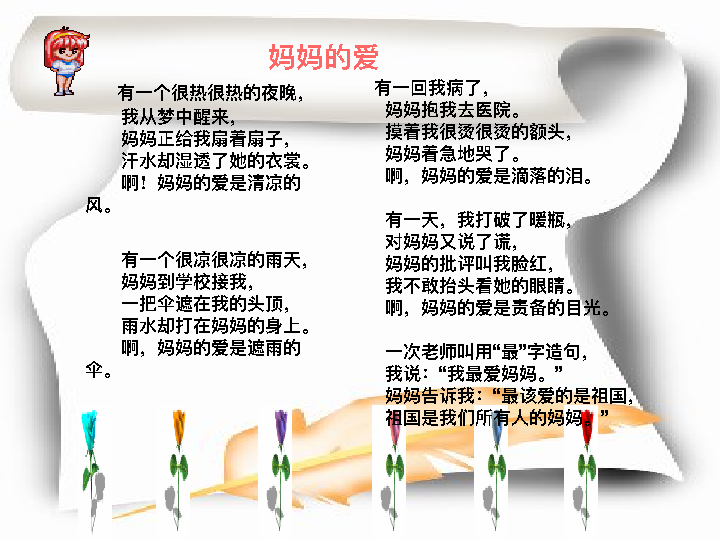 妈妈的爱
有一个很热很热的夜晚，
我从梦中醒来，
妈妈正给我扇着扇子，
汗水却湿透了她的衣裳。
啊！妈妈的爱是清凉的
风。
有一个很凉很凉的雨天，
妈妈到学校接我，
一把伞遮在我的头顶，
雨水却打在妈妈的身上。
啊，妈妈的爱是遮雨的
伞。
有一回我病了，
妈妈抱我去医院。
摸着我很烫很烫的额头，
妈妈着急地哭了。
啊，妈妈的爱是滴落的泪。
有一天，我打破了暖瓶，
对妈妈又说了谎，
妈妈的批评叫我脸红，
我不敢抬头看她的眼睛。
啊，妈妈的爱是责备的目光。
一次老师叫用“最”字造句，
我说：“我最爱妈妈。”
妈妈告诉我：“最该爱的是祖国，
祖国是我们所有人的妈妈。”